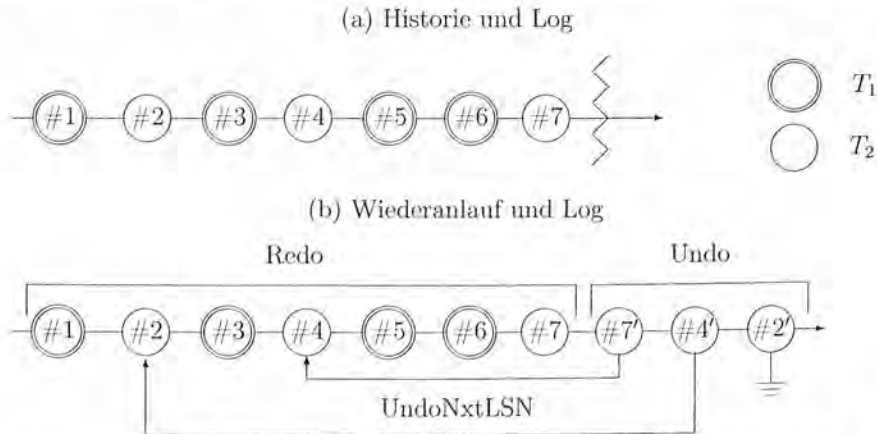 (a) Historie und Log
#1 #2 #3 #4 #5 #6 #7
T₁
T₂
(b) Wiederanlauf und Log
Redo Undo
#1 #2 #3 #4 #5 #6 #7 #7′ #4′ #2′
UndoNxtLSN